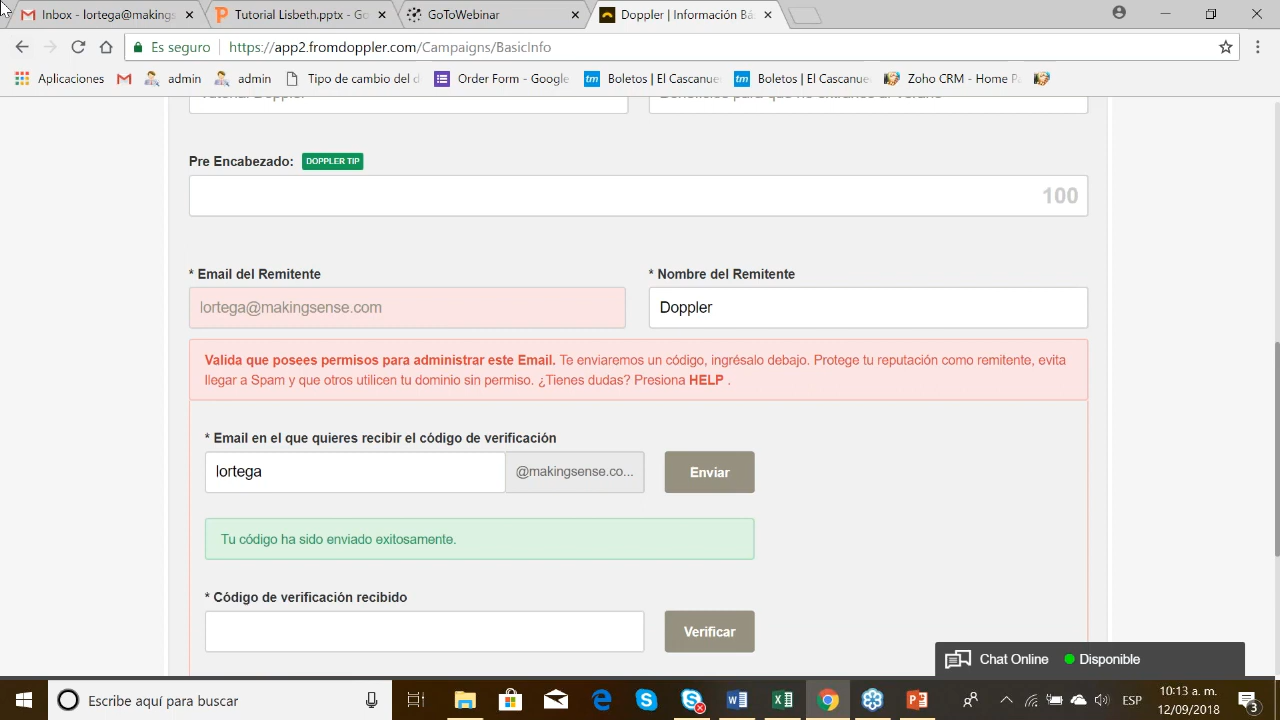 Inbox - lortega@makings
Tutorial Lisbeth.pptx - Go
GoToWebinar
Doppler | Información Bá
Es seguro
https://app2.fromdoppler.com/Campaigns/BasicInfo
Aplicaciones
admin
admin
Tipo de cambio del d
Order Form - Google
tm Boletos | El Cascanue
tm Boletos | El Cascanue
Zoho CRM - Home P
Tutorial Doppler
Pre Encabezado: DOPPLER TIP
100
* Email del Remitente
* Nombre del Remitente
lortega@makingsense.com
Doppler
Valida que posees permisos para administrar este Email. Te enviaremos un código, ingrésalo debajo. Protege tu reputación como remitente, evita
llegar a Spam y que otros utilicen tu dominio sin permiso. ¿Tienes dudas? Presiona HELP .
* Email en el que quieres recibir el código de verificación
lortega
@makingsense.co...
Enviar
Tu código ha sido enviado exitosamente.
* Código de verificación recibido
Verificar
Chat Online
Disponible
Escribe aquí para buscar
ESP
10:13 a. m.
12/09/2018
3